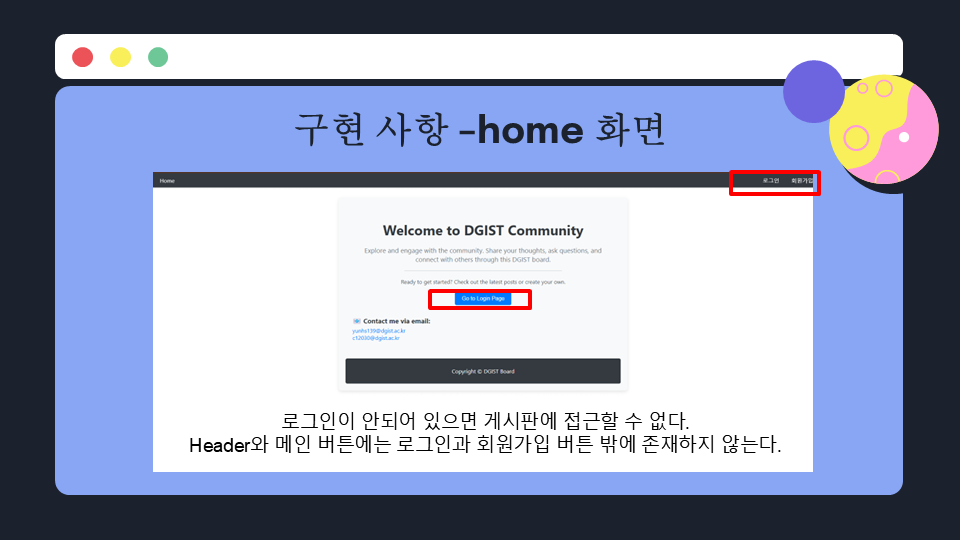 구현 사항 –home 화면
Home 로그인 회원가입
Welcome to DGIST Community
Explore and engage with the community. Share your thoughts, ask questions, and
connect with others through this DGIST board.
Ready to get started? Check out the latest posts or create your own.
Go to Login Page
Contact me via email:
yunho139@dgist.ac.kr
c12030@dgist.ac.kr
Copyright © DGIST Board
로그인이 안되어 있으면 게시판에 접근할 수 없다.
Header와 메인 버튼에는 로그인과 회원가입 버튼 밖에 존재하지 않는다.